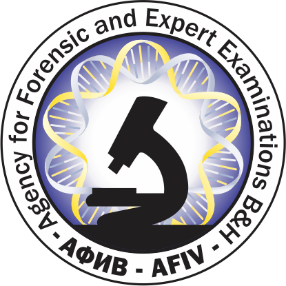 Agency for Forensic and Expert Examinations B&H
- АФИВ - AFIV -